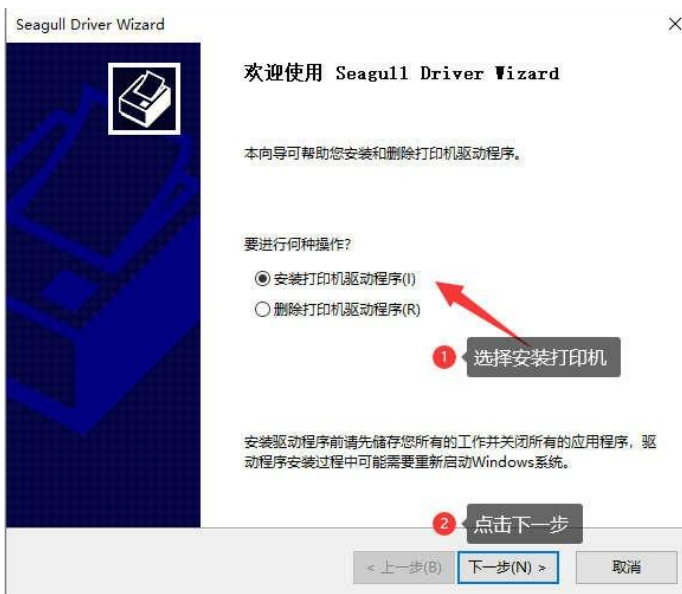 Seagull Driver Wizard
欢迎使用 Seagull Driver Wizard
本向导可帮助您安装和删除打印机驱动程序。
要进行何种操作?
安装打印机驱动程序(I)
删除打印机驱动程序(R)
1 选择安装打印机
安装驱动程序前请先储存您所有的工作并关闭所有的应用程序，驱
动程序安装过程中可能需要重新启动Windows系统。
2 点击下一步
< 上一步(B) 下一步(N) > 取消